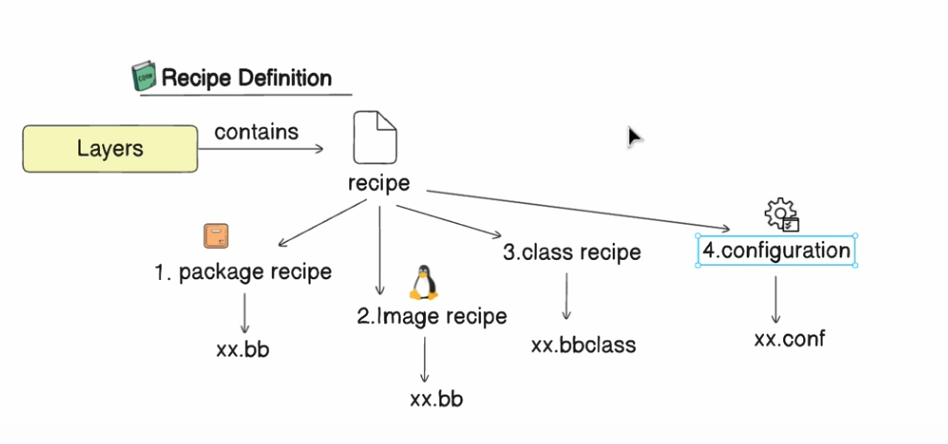 Recipe Definition
Layers
contains
recipe
1. package recipe
xx.bb
2.Image recipe
xx.bb
3.class recipe
xx.bbclass
4.configuration
xx.conf